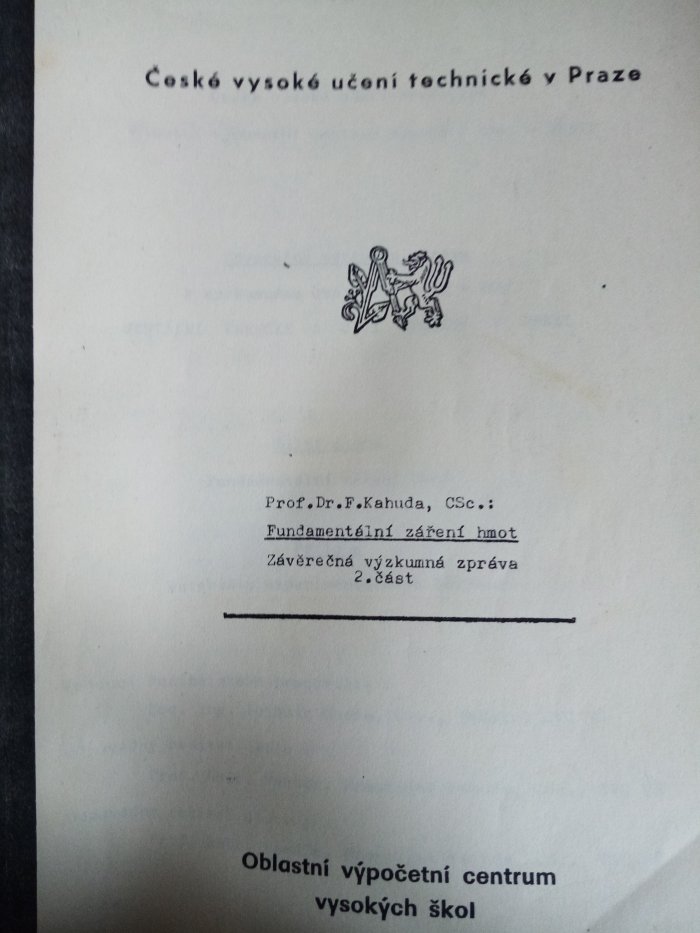 České vysoké učení technické v Praze
Prof.Dr.F.Kahuda, CSc.:
Fundamentální záření hmot
Závěrečná výzkumná zpráva
2.část
Oblastní výpočetní centrum
vysokých škol